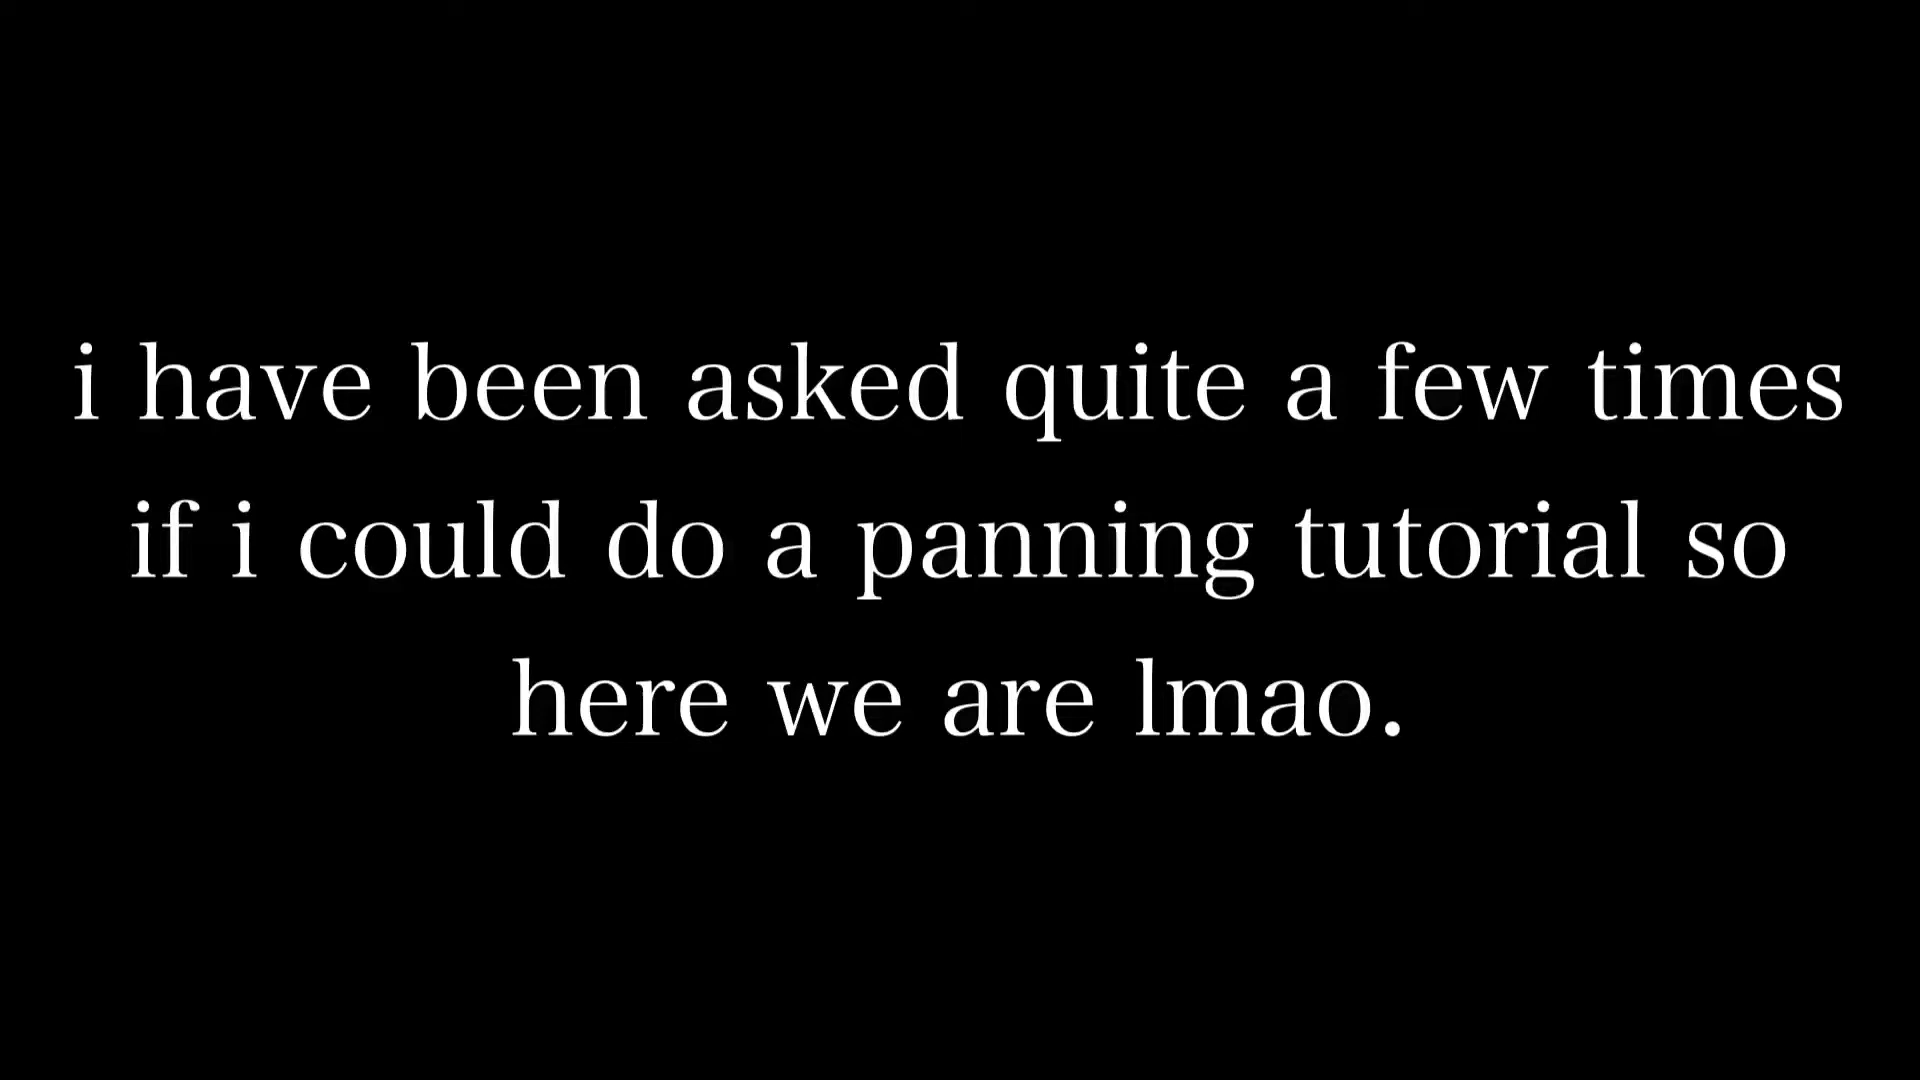 i have been asked quite a few times
if i could do a panning tutorial so
here we are lmao.